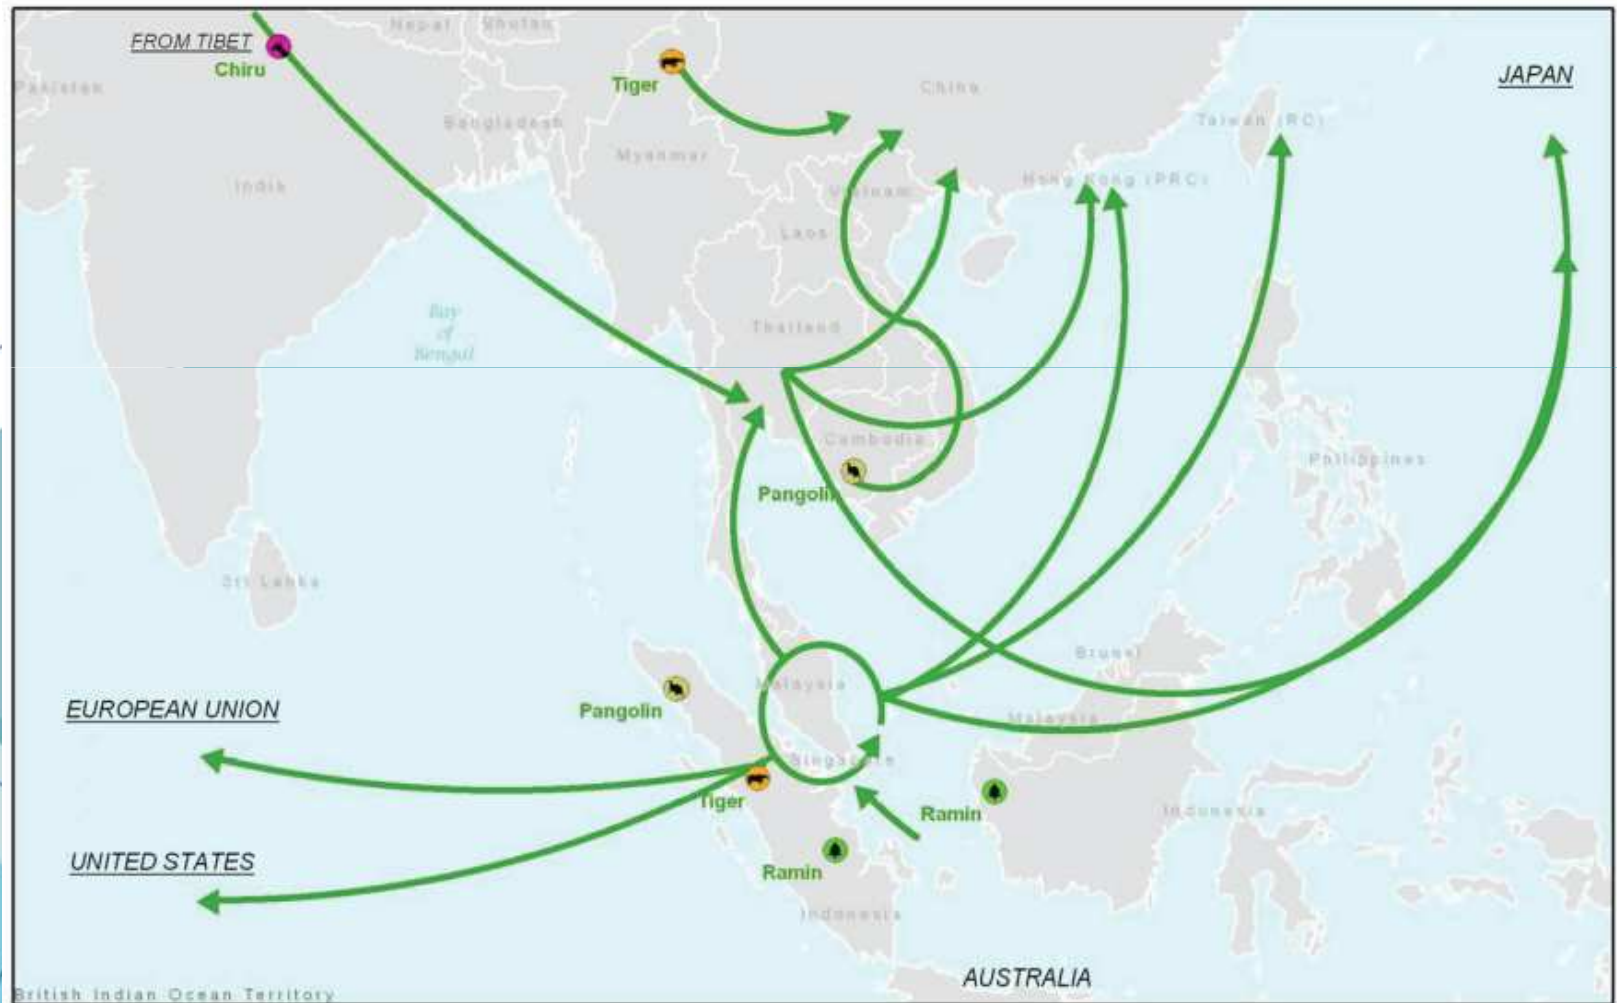 Nepal
Bhutan
FROM TIBET
Chiru
Tiger
JAPAN
Pakistan
China
Bangladesh
Taiwan (RC)
Myanmar
India
Vietnam
Hong Kong (PRC)
Laos
Bay
of
Bengal
Thailand
Cambodia
Philippines
Pangolin
Sri Lanka
Brunei
Malaysia
Pangolin
EUROPEAN UNION
Malaysia
Singapore
Tiger
Ramin
Indonesia
UNITED STATES
Ramin
Indonesia
AUSTRALIA
British Indian Ocean Territory